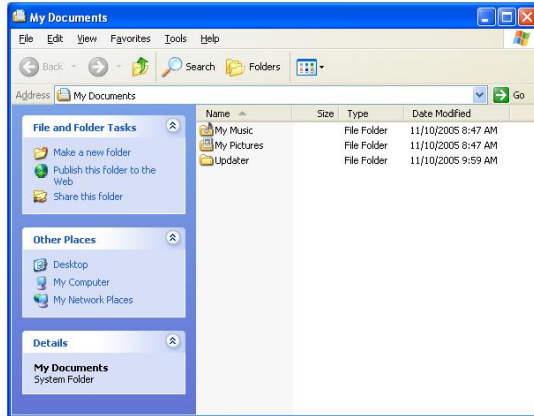 My Documents
File Edit View Favorites Tools Help
Back Search Folders
Address My Documents Go
Name Size Type Date Modified
My Music File Folder 11/10/2005 8:47 AM
My Pictures File Folder 11/10/2005 8:47 AM
Updater File Folder 11/10/2005 9:59 AM
File and Folder Tasks
Make a new folder
Publish this folder to the
Web
Share this folder
Other Places
Desktop
My Computer
My Network Places
Details
My Documents
System Folder